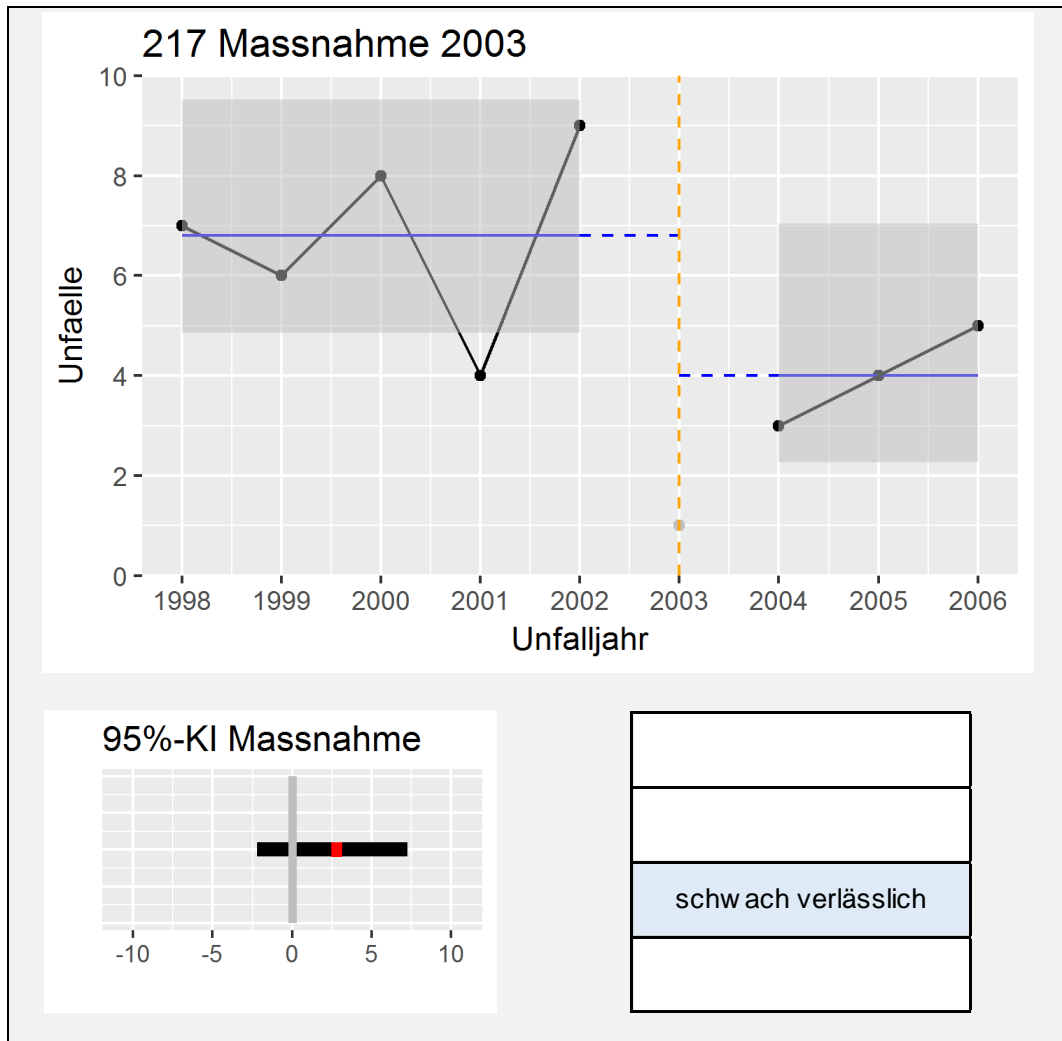 217 Massnahme 2003
10
8
6
4
2
0
Unfaelle
1998 1999 2000 2001 2002 2003 2004 2005 2006
Unfalljahr
95%-KI Massnahme
-10 -5 0 5 10
schwach verlässlich